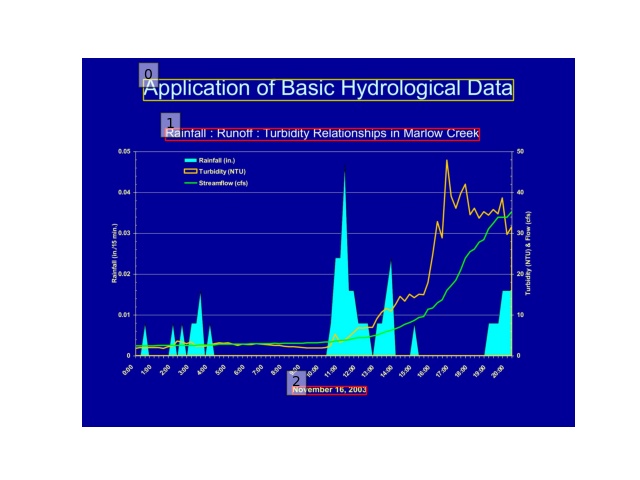 0
Application of Basic Hydrological Data
1
Rainfall : Runoff : Turbidity Relationships in Marlow Creek
0.05
0.04
0.03
0.02
0.01
0
Rainfall (in./15 min.)
Rainfall (in.)
Turbidity (NTU)
Streamflow (cfs)
50
40
30
20
10
0
Turbidity (NTU) & Flow (cfs)
0:00 1:00 2:00 3:00 4:00 5:00 6:00 7:00 8:00 9:00 10:00 11:00 12:00 13:00 14:00 15:00 16:00 17:00 18:00 19:00 20:00
2
November 16, 2003